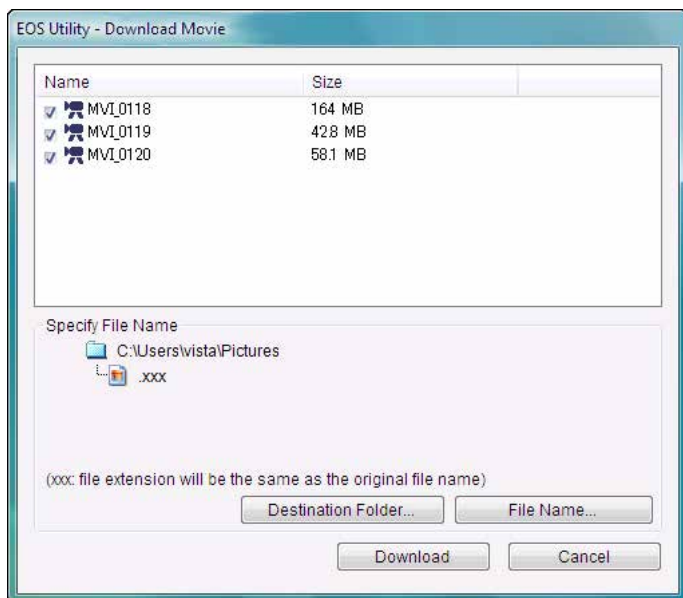 EOS Utility - Download Movie
Name Size
MVI_0118 164 MB
MVI_0119 42.8 MB
MVI_0120 58.1 MB
Specify File Name
C:\Users\vista\Pictures
.xxx
(xxx: file extension will be the same as the original file name)
Destination Folder... File Name...
Download Cancel